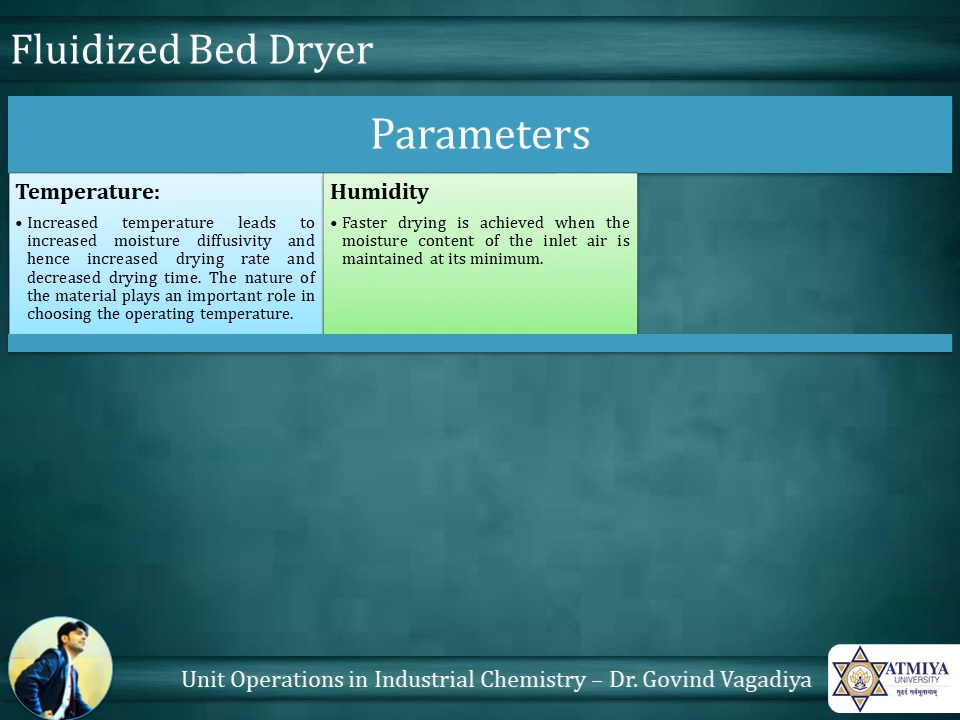 Fluidized Bed Dryer
Parameters
Temperature:
• Increased temperature leads to
increased moisture diffusivity and
hence increased drying rate and
decreased drying time. The nature of
the material plays an important role in
choosing the operating temperature.
Humidity
• Faster drying is achieved when the
moisture content of the inlet air is
maintained at its minimum.
Unit Operations in Industrial Chemistry – Dr. Govind Vagadiya
ATMIYA
UNIVERSITY
सुहृदं सर्वभूतानाम्